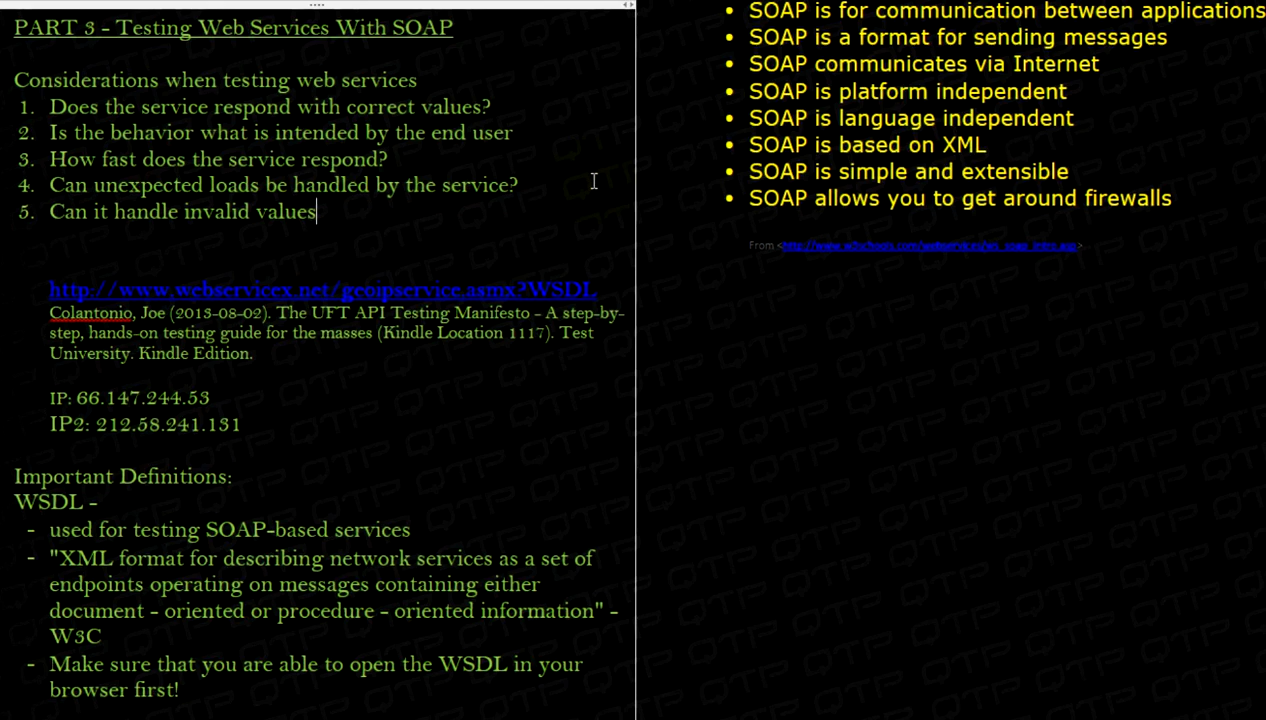 PART 3 - Testing Web Services With SOAP
Considerations when testing web services
1. Does the service respond with correct values?
2. Is the behavior what is intended by the end user
3. How fast does the service respond?
4. Can unexpected loads be handled by the service?
5. Can it handle invalid values
http://www.webservicex.net/geoipservice.asmx?WSDL
Colantonio, Joe (2013-08-02). The UFT API Testing Manifesto - A step-by-
step, hands-on testing guide for the masses (Kindle Location 1117). Test
University. Kindle Edition.
IP: 66.147.244.53
IP2: 212.58.241.131
Important Definitions:
WSDL -
- used for testing SOAP-based services
- "XML format for describing network services as a set of
endpoints operating on messages containing either
document - oriented or procedure - oriented information" -
W3C
- Make sure that you are able to open the WSDL in your
browser first!
• SOAP is for communication between applications
• SOAP is a format for sending messages
• SOAP communicates via Internet
• SOAP is platform independent
• SOAP is language independent
• SOAP is based on XML
• SOAP is simple and extensible
• SOAP allows you to get around firewalls
From <http://www.w3schools.com/webservices/ws_soap_intro.asp>
QTP